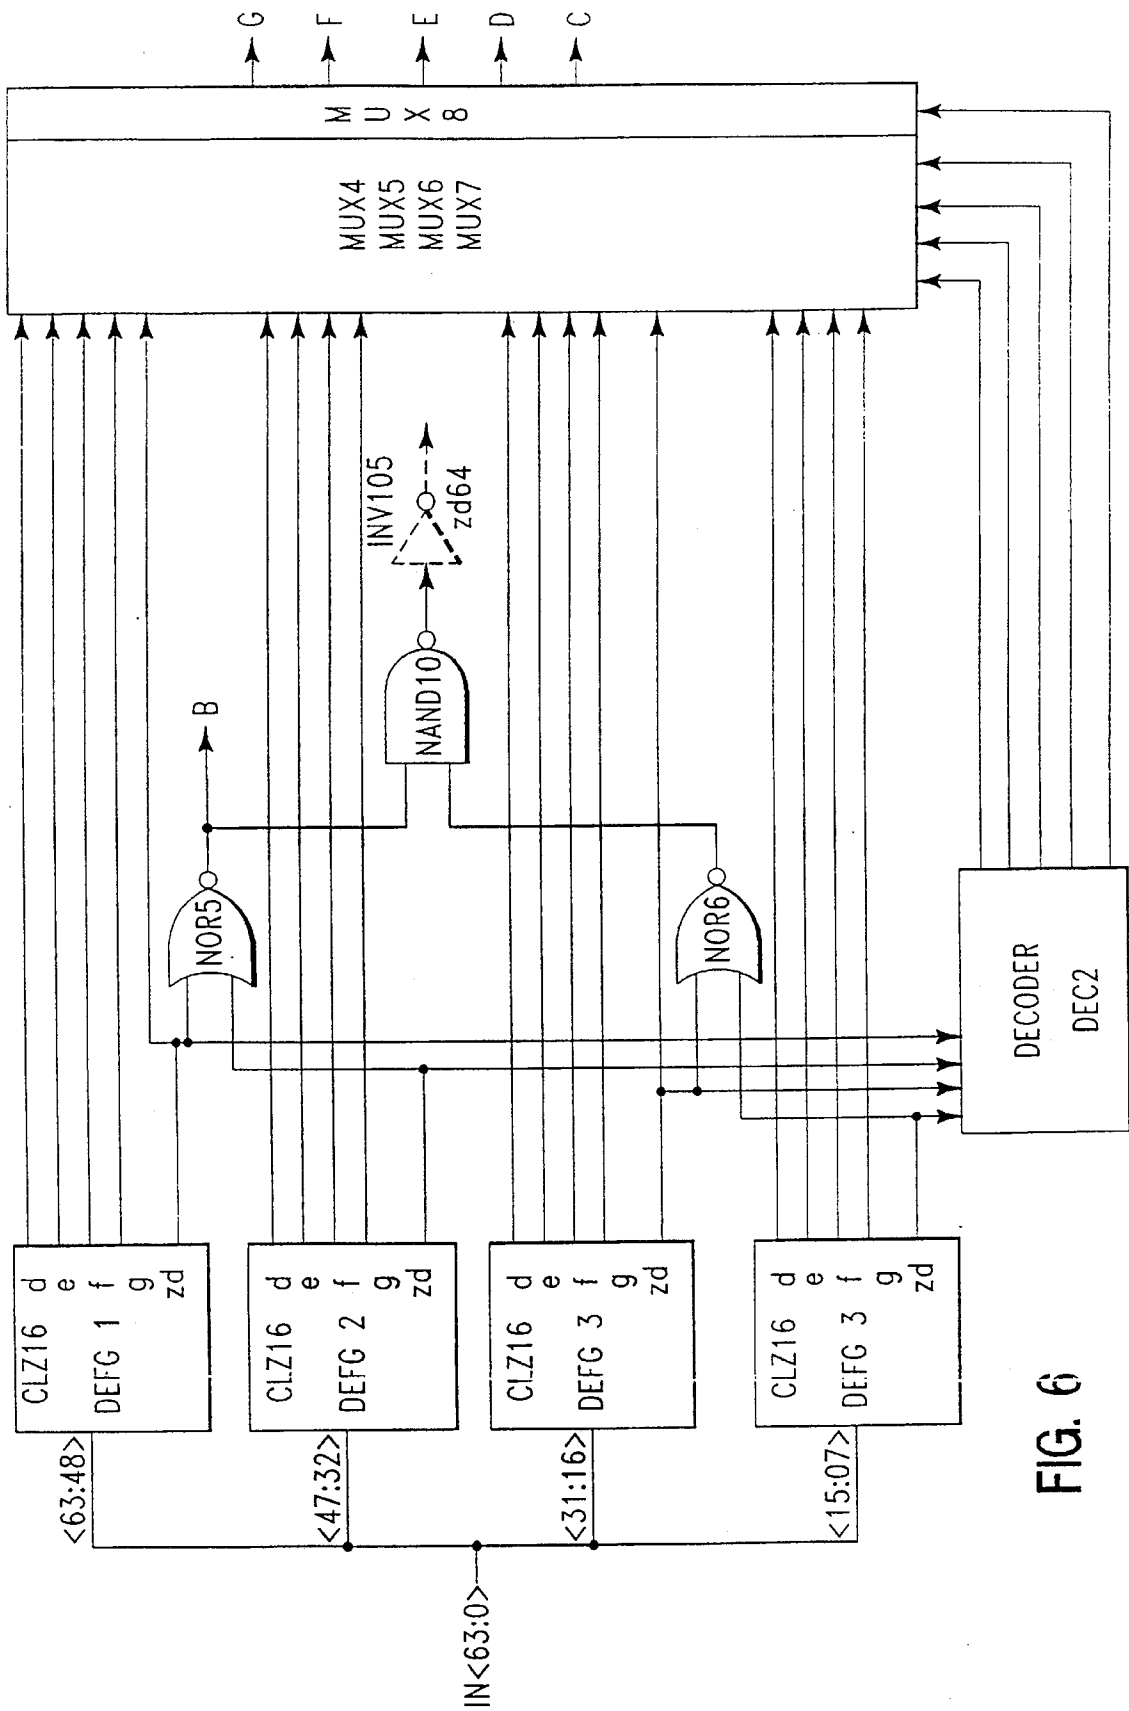 IN<63:0>
<63:48>
<47:32>
<31:16>
<15:07>
CLZ16 d
e
DEFG 1 f
g
zd
CLZ16 d
e
DEFG 2 f
g
zd
CLZ16 d
e
DEFG 3 f
g
zd
CLZ16 d
e
DEFG 3 f
g
zd
NOR5
B
NOR6
NAND10
INV105
zd64
DECODER
DEC2
MUX4
MUX5
MUX6
MUX7
MUX8
G
F
E
D
C
FIG. 6